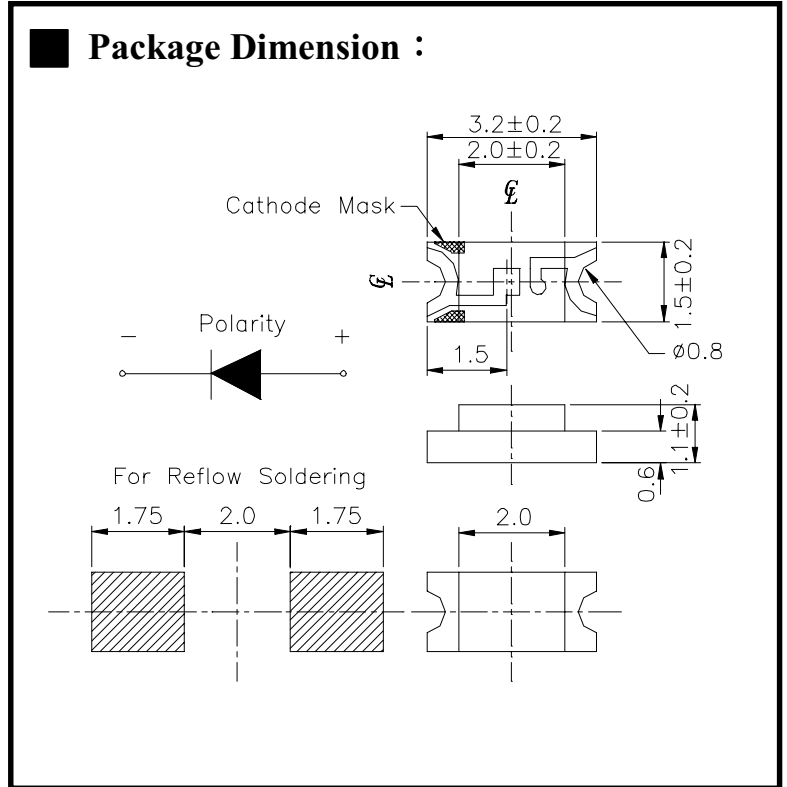 Package Dimension：
3.2±0.2
2.0±0.2
℄
Cathode Mask
℄
1.5±0.2
Polarity
− +
1.5
ø0.8
1.1±0.2
0.6
For Reflow Soldering
1.75 2.0 1.75
2.0